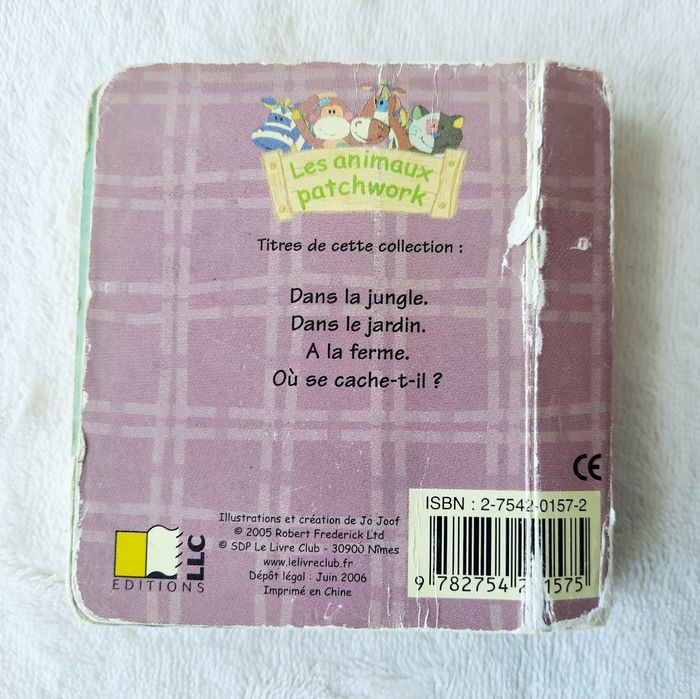 Les animaux
patchwork
Titres de cette collection :
Dans la jungle.
Dans le jardin.
A la ferme.
Où se cache-t-il ?
CE
ISBN : 2-7542-0157-2
Illustrations et création de Jo Joof
© 2005 Robert Frederick Ltd
© SDP Le Livre Club - 30900 Nîmes
www.lelivreclub.fr
Dépôt légal : Juin 2006
Imprimé en Chine
EDITIONS LLC
9 782754